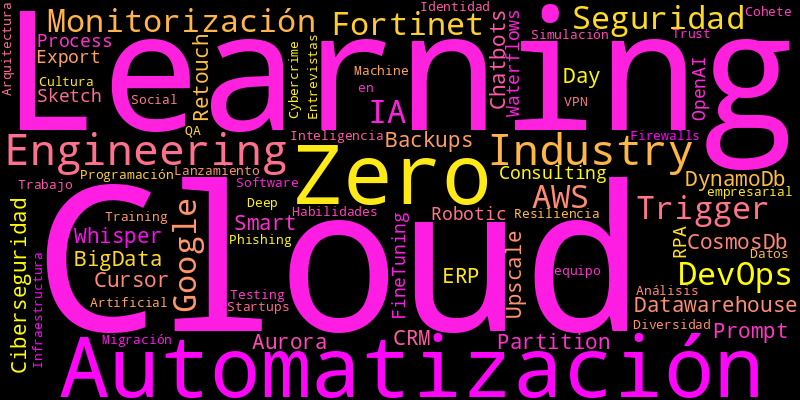 Learning
Monitorización
Fortinet
Identidad
Seguridad
Cohete
Arquitectura
Process
Export
Cultura
Sketch
Social
Retouch
QA
Cybercrime
Entrevistas
Machine
en
IA
Chatbots
Waterflows
Simulación
Day
VPN
Trust
OpenAI
Firewalls
Engineering
Inteligencia
Backups
Industry
Trabajo
Programación
Lanzamiento
Software
Zero
Consulting
DynamoDb
empresarial
Cloud
Training
Deep
Habilidades
Smart
Phishing
Whisper
BigData
Cursor
Artificial
Google
Ciberseguridad
Infraestructura
Robotic
AWS
Resiliencia
Trigger
RPA
CosmosDb
Datos
FineTuning
ERP
Upscale
equipo
DevOps
Análisis
Datawarehouse
Diversidad
Prompt
Testing
Startups
Migración
Aurora
CRM
Partition
Automatización